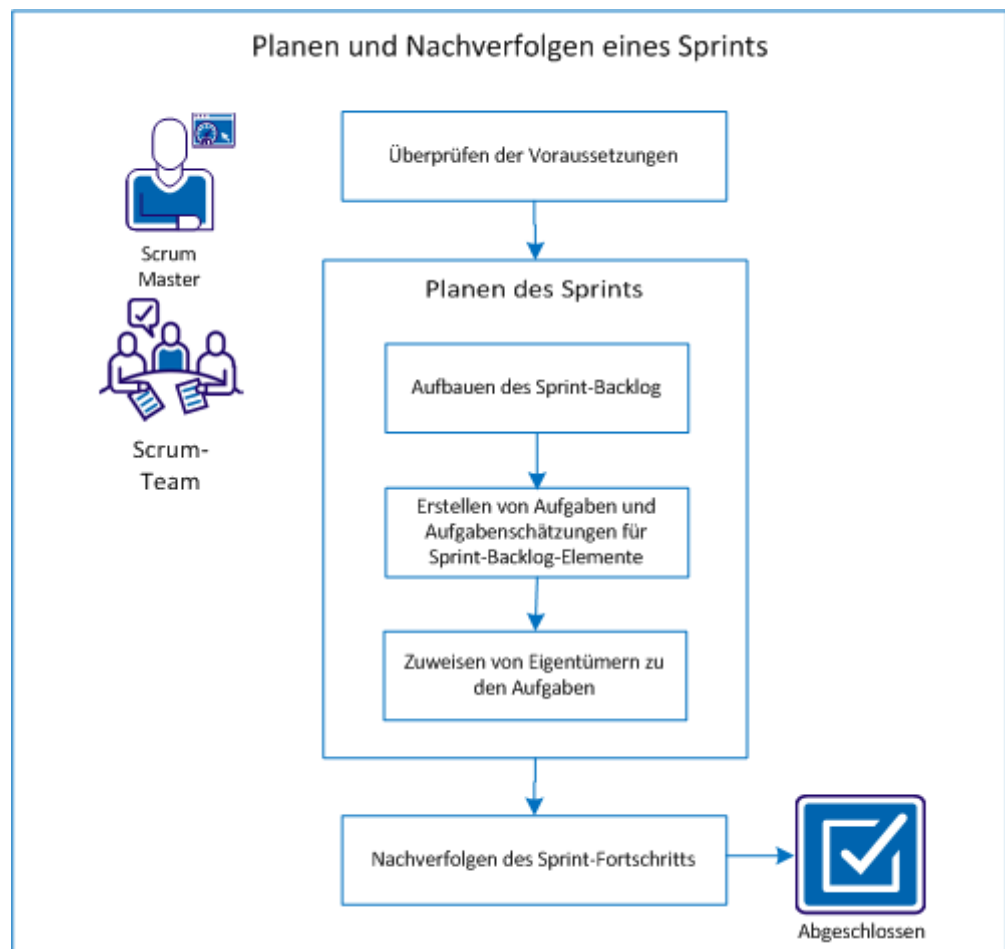 Planen und Nachverfolgen eines Sprints
Scrum
Master
Scrum-
Team
Überprüfen der Voraussetzungen
Planen des Sprints
Aufbauen des Sprint-Backlog
Erstellen von Aufgaben und
Aufgabenschätzungen für
Sprint-Backlog-Elemente
Zuweisen von Eigentümern zu
den Aufgaben
Nachverfolgen des Sprint-Fortschritts
Abgeschlossen